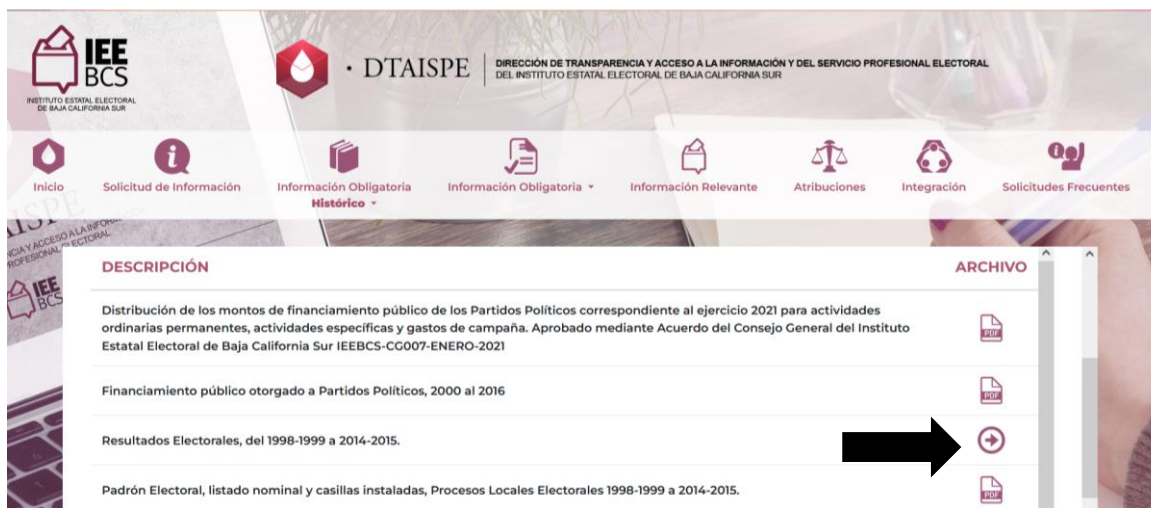 IEE
BCS
INSTITUTO ESTATAL ELECTORAL
DE BAJA CALIFORNIA SUR
· DTAISPE
DIRECCIÓN DE TRANSPARENCIA Y ACCESO A LA INFORMACIÓN Y DEL SERVICIO PROFESIONAL ELECTORAL
DEL INSTITUTO ESTATAL ELECTORAL DE BAJA CALIFORNIA SUR
Inicio
Solicitud de Información
Información Obligatoria
Histórico
Información Obligatoria
Información Relevante
Atribuciones
Integración
Solicitudes Frecuentes
IEE
BCS
DESCRIPCIÓN
ARCHIVO
Distribución de los montos de financiamiento público de los Partidos Políticos correspondiente al ejercicio 2021 para actividades
ordinarias permanentes, actividades específicas y gastos de campaña. Aprobado mediante Acuerdo del Consejo General del Instituto
Estatal Electoral de Baja California Sur IEEBCS-CG007-ENERO-2021
PDF
Financiamiento público otorgado a Partidos Políticos, 2000 al 2016
PDF
Resultados Electorales, del 1998-1999 a 2014-2015.
Padrón Electoral, listado nominal y casillas instaladas, Procesos Locales Electorales 1998-1999 a 2014-2015.
PDF